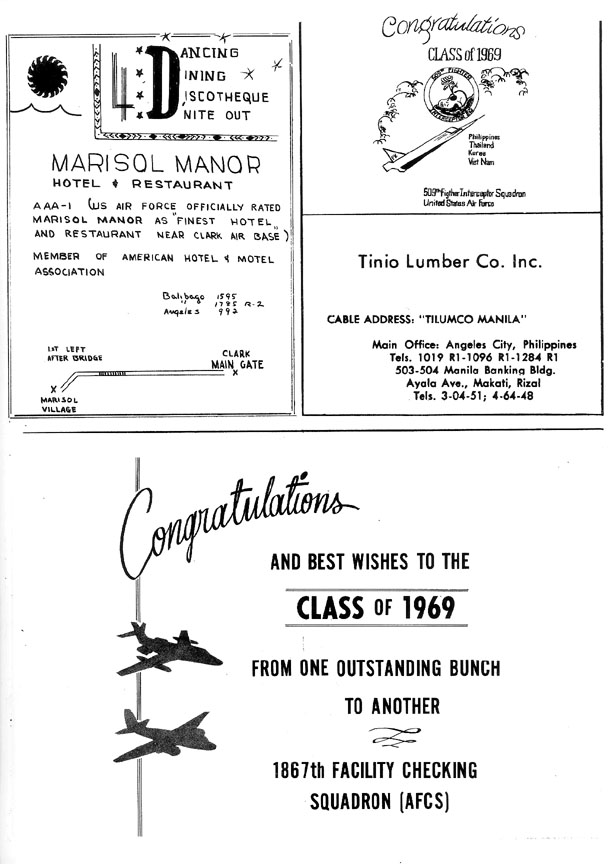 4 DANCING
DINING
DISCOTHEQUE
'NITE OUT
MARISOL MANOR
HOTEL & RESTAURANT
AAA-1 (US AIR FORCE OFFICIALLY RATED
MARISOL MANOR AS "FINEST HOTEL"
AND RESTAURANT NEAR CLARK AIR BASE)
MEMBER OF AMERICAN HOTEL & MOTEL
ASSOCIATION
Balibago 1595
" 1785 R-2
Angeles 992
1ST LEFT
AFTER BRIDGE
CLARK
MAIN GATE
X
X
MARISOL
VILLAGE
Congratulations
CLASS of 1969
509TH FIGHTER
INTERCEPTOR SQ
Philippines
Thailand
Korea
Viet Nam
509th Figther Interceptor Squadron
United States Air Force
Tinio Lumber Co. Inc.
CABLE ADDRESS: "TILUMCO MANILA"
Main Office: Angeles City, Philippines
Tels. 1019 R1-1096 R1-1284 R1
503-504 Manila Banking Bldg.
Ayala Ave., Makati, Rizal
Tels. 3-04-51; 4-64-48
Congratulations
AND BEST WISHES TO THE
CLASS OF 1969
FROM ONE OUTSTANDING BUNCH
TO ANOTHER
1867th FACILITY CHECKING
SQUADRON (AFCS)